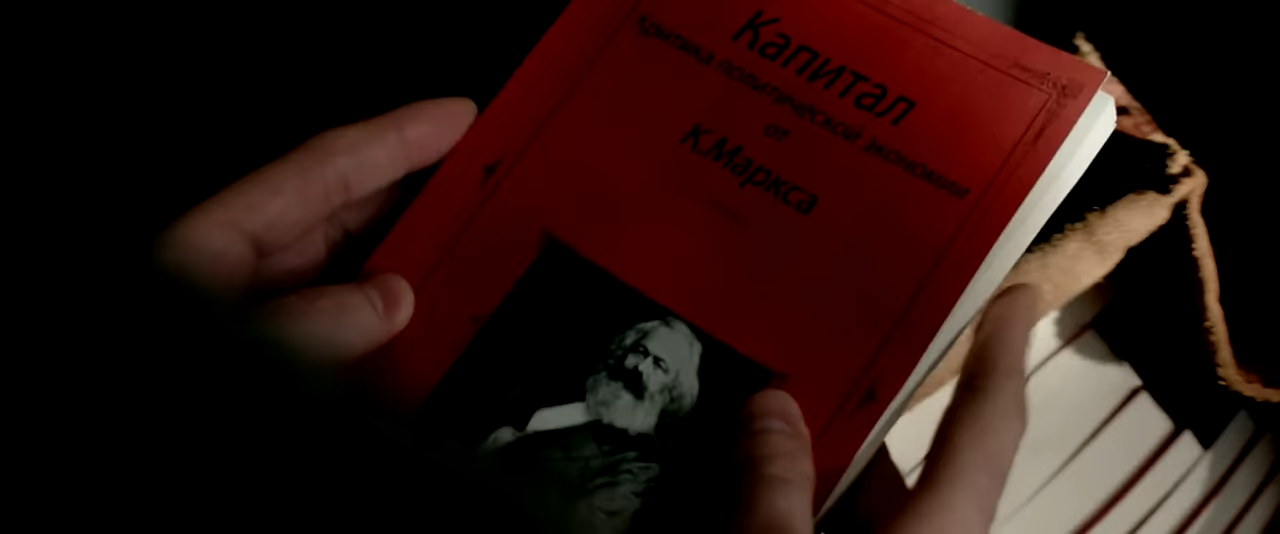 Капитал
Критика политической экономии
от
К.Маркса